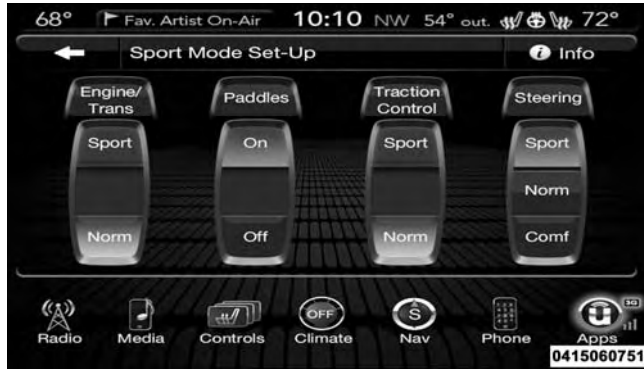 68° Fav. Artist On-Air 10:10 NW 54° out. 72°
Sport Mode Set-Up
i Info
Engine/
Trans
Paddles
Traction
Control
Steering
Sport
On
Sport
Sport
Norm
Norm
Off
Norm
Comf
OFF
S
3G
Radio
Media
Controls
Climate
Nav
Phone
Apps
0415060751